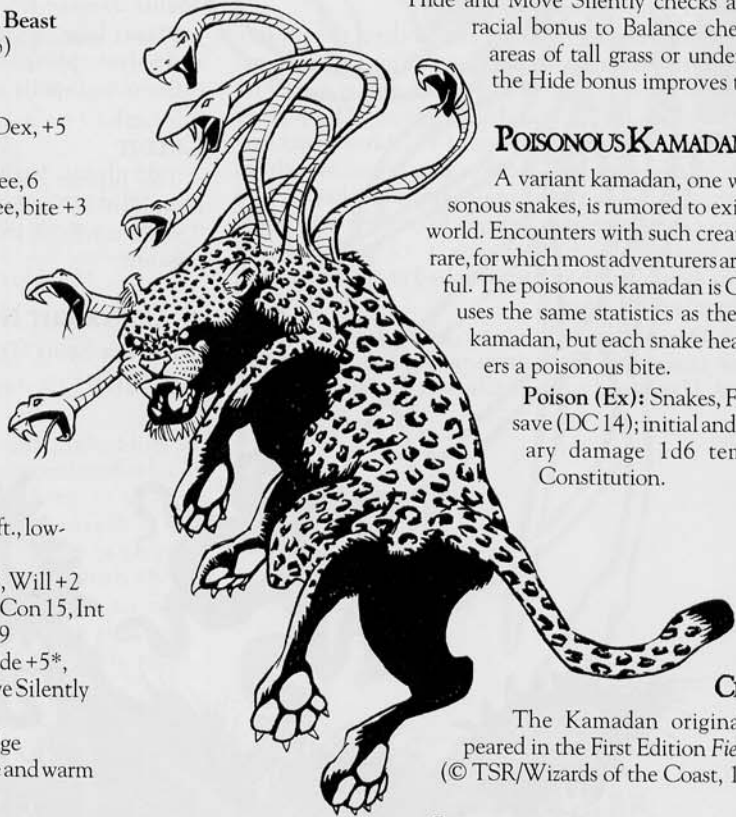 Beast
)
Dex, +5
ee, 6
ee, bite +3
ft., low-
, Will +2
Con 15, Int
9
de +5*,
ve Silently
ge
e and warm
Hide and Move Silently checks a
racial bonus to Balance che
areas of tall grass or under
the Hide bonus improves t
POISONOUS KAMADAN
A variant kamadan, one w
sonous snakes, is rumored to exi
world. Encounters with such crea
rare, for which most adventurers ar
ful. The poisonous kamadan is C
uses the same statistics as the
kamadan, but each snake hea
ers a poisonous bite.
Poison (Ex): Snakes, F
save (DC 14); initial and
ary damage 1d6 tem
Constitution.
C
The Kamadan origina
peared in the First Edition Fie
(© TSR/Wizards of the Coast, 1